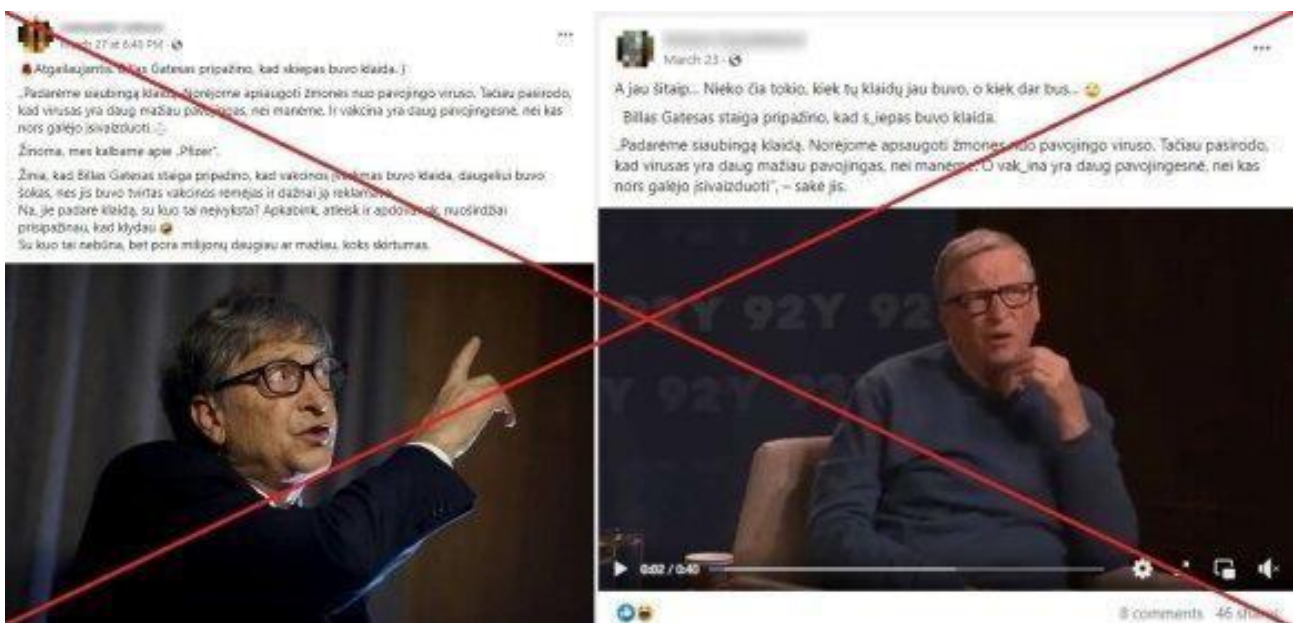 March 27 at 6:40 PM
Atgailaujantis Billas Gatesas pripažino, kad skiepas buvo klaida. :)
„Padarėme siaubingą klaidą. Norėjome apsaugoti žmones nuo pavojingo viruso. Tačiau pasirodo,
kad virusas yra daug mažiau pavojingas, nei manėme. Ir vakcina yra daug pavojingesnė, nei kas
nors galėjo įsivaizduoti.
Žinoma, mes kalbame apie „Pfizer".
Žinia, kad Billas Gatesas staiga pripažino, kad vakcinos buvo klaida, daugeliui buvo
šokas, nes jis buvo tvirtas vakcinos rėmėjas ir dažnai ją reklamavo.
Na, jie padarė klaidą, su kuo tai neįvyksta? Apkabink, atleisk ir nuoširdžiai
prisipažinau, kad klydau
Su kuo tai nebūna, bet pora milijonų daugiau ar mažiau, koks skirtumas.
March 23
A jau šitaip... Nieko čia tokio, kiek tų klaidų jau buvo, o kiek dar bus...
Billas Gatesas staiga pripažino, kad s_iepas buvo klaida.
„Padarėme siaubingą klaidą. Norėjome apsaugoti žmones nuo pavojingo viruso. Tačiau pasirodo,
kad virusas yra daug mažiau pavojingas, nei manėme. O vak_ina yra daug pavojingesnė, nei kas
nors galėjo įsivaizduoti", – sakė jis.
92Y 92Y 92
Y 92Y
0:02 / 0:40
8 comments 46 shares